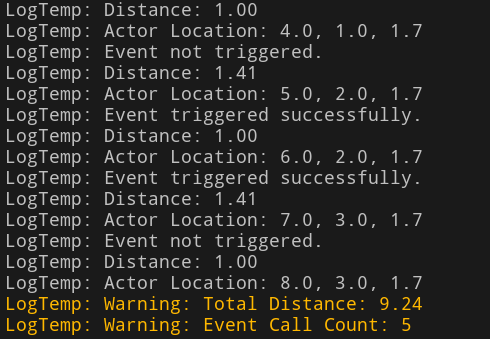 LogTemp: Distance: 1.00
LogTemp: Actor Location: 4.0, 1.0, 1.7
LogTemp: Event not triggered.
LogTemp: Distance: 1.41
LogTemp: Actor Location: 5.0, 2.0, 1.7
LogTemp: Event triggered successfully.
LogTemp: Distance: 1.00
LogTemp: Actor Location: 6.0, 2.0, 1.7
LogTemp: Event triggered successfully.
LogTemp: Distance: 1.41
LogTemp: Actor Location: 7.0, 3.0, 1.7
LogTemp: Event not triggered.
LogTemp: Distance: 1.00
LogTemp: Actor Location: 8.0, 3.0, 1.7
LogTemp: Warning: Total Distance: 9.24
LogTemp: Warning: Event Call Count: 5